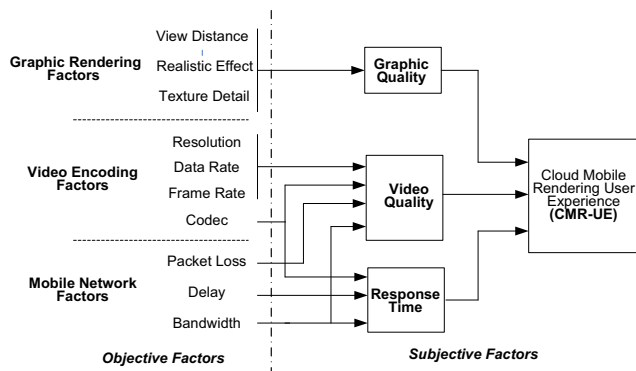 View Distance
Graphic Rendering
Factors
Realistic Effect
Texture Detail
Graphic
Quality
Resolution
Video Encoding
Factors
Data Rate
Frame Rate
Codec
Video
Quality
Cloud Mobile
Rendering User
Experience
(CMR-UE)
Packet Loss
Mobile Network
Factors
Delay
Bandwidth
Response
Time
Objective Factors
Subjective Factors